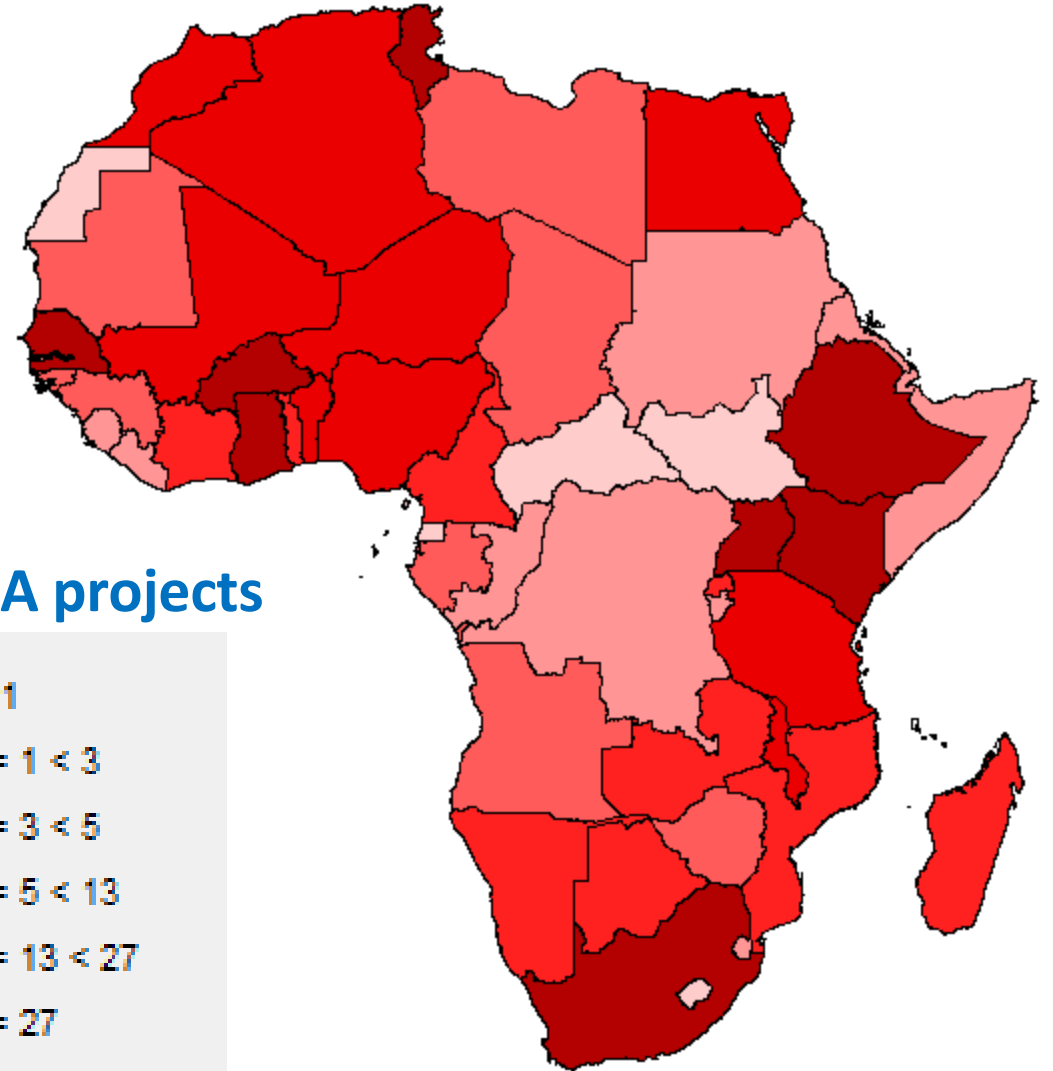 A projects
1
= 1 < 3
= 3 < 5
= 5 < 13
= 13 < 27
= 27